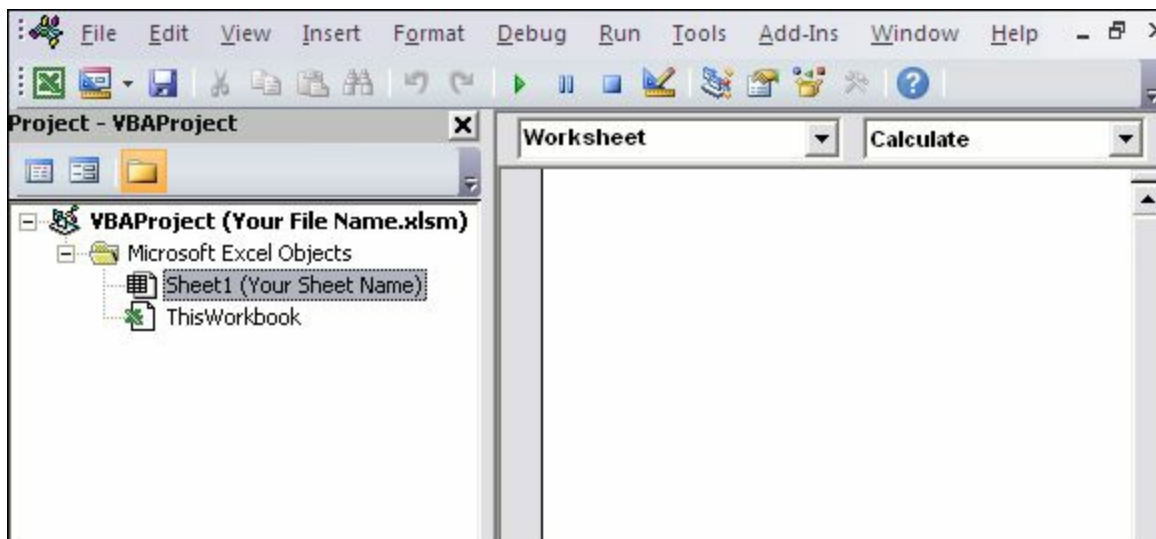 File Edit View Insert Format Debug Run Tools Add-Ins Window Help
Project - VBAProject
Worksheet
Calculate
VBAProject (Your File Name.xlsm)
Microsoft Excel Objects
Sheet1 (Your Sheet Name)
ThisWorkbook